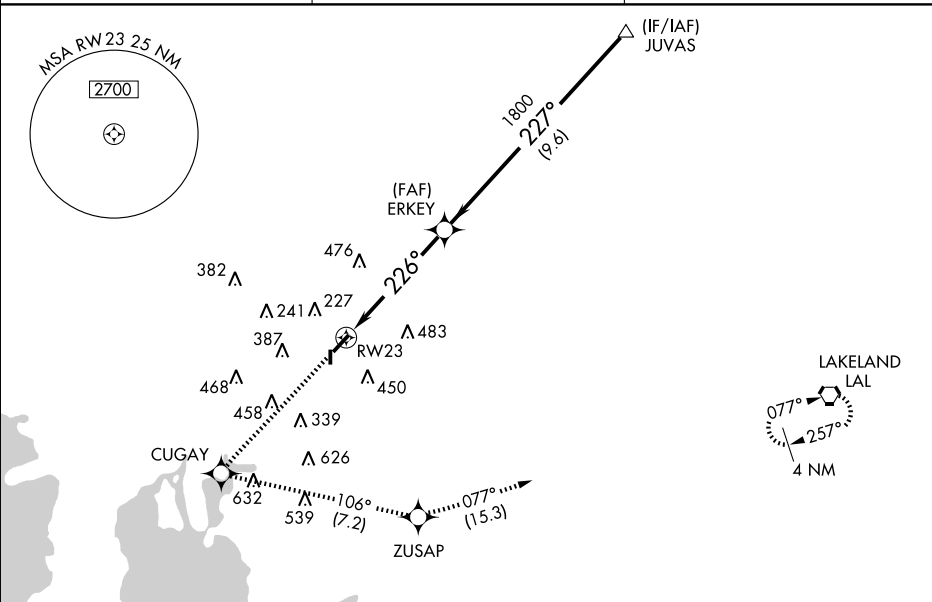 MSA RW23 25 NM
2700
(IF/IAF)
JUVAS
1800
227°
(9.6)
(FAF)
ERKEY
226°
476
382
241
227
483
387
RW23
468
450
458
339
CUGAY
626
632
539
106°
(7.2)
077°
(15.3)
ZUSAP
LAKELAND
LAL
077°
257°
4 NM